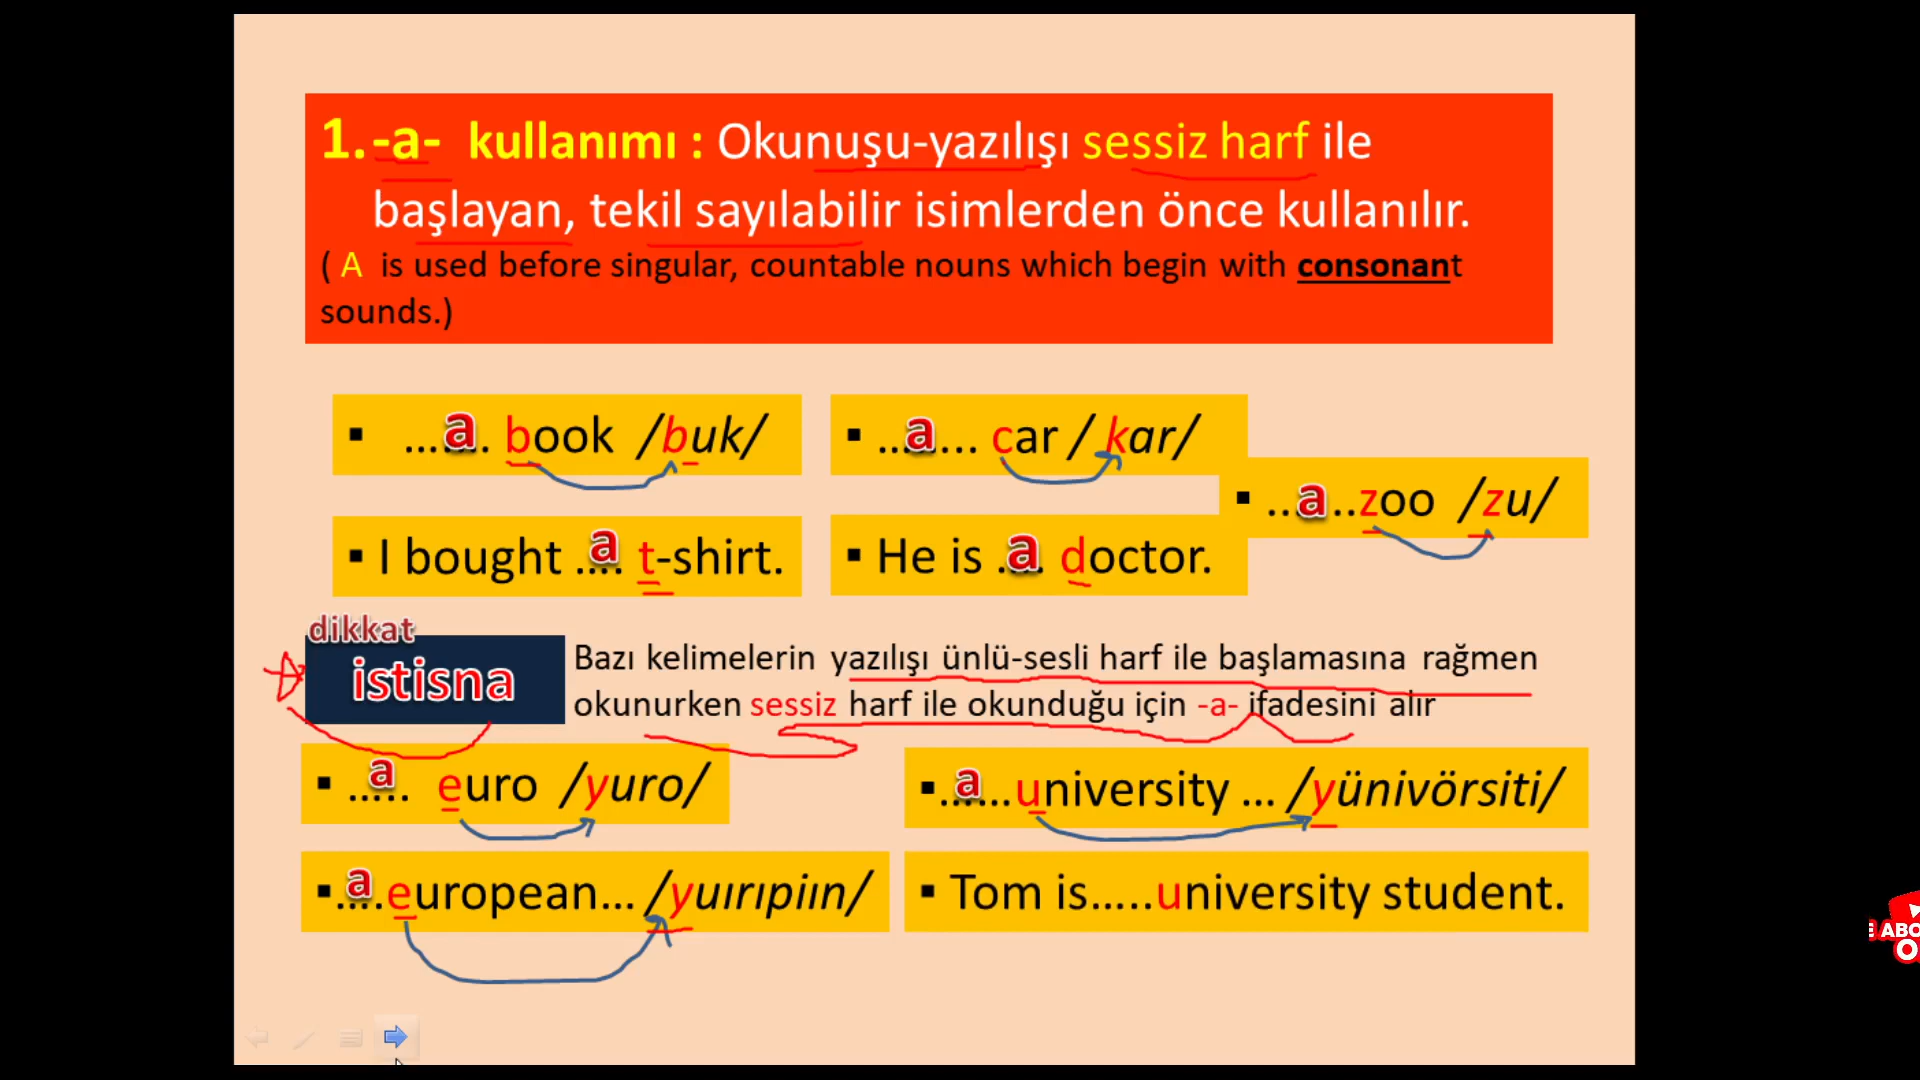 1. -a- kullanımı : Okunuşu-yazılışı sessiz harf ile
başlayan, tekil sayılabilir isimlerden önce kullanılır.
( A is used before singular, countable nouns which begin with consonant
sounds.)
▪ ...a. book /buk/
▪ ..a... car / kar/
▪ ..a..zoo /zu/
▪ I bought .a.. t-shirt.
▪ He is .a. doctor.
dikkat
istisna
Bazı kelimelerin yazılışı ünlü-sesli harf ile başlamasına rağmen
okunurken sessiz harf ile okunduğu için -a- ifadesini alır
▪ ..a.. euro /yuro/
▪ .a...university ... /yünivörsiti/
▪ .a..european... /yuırıpiın/
▪ Tom is.....university student.
ABO
O